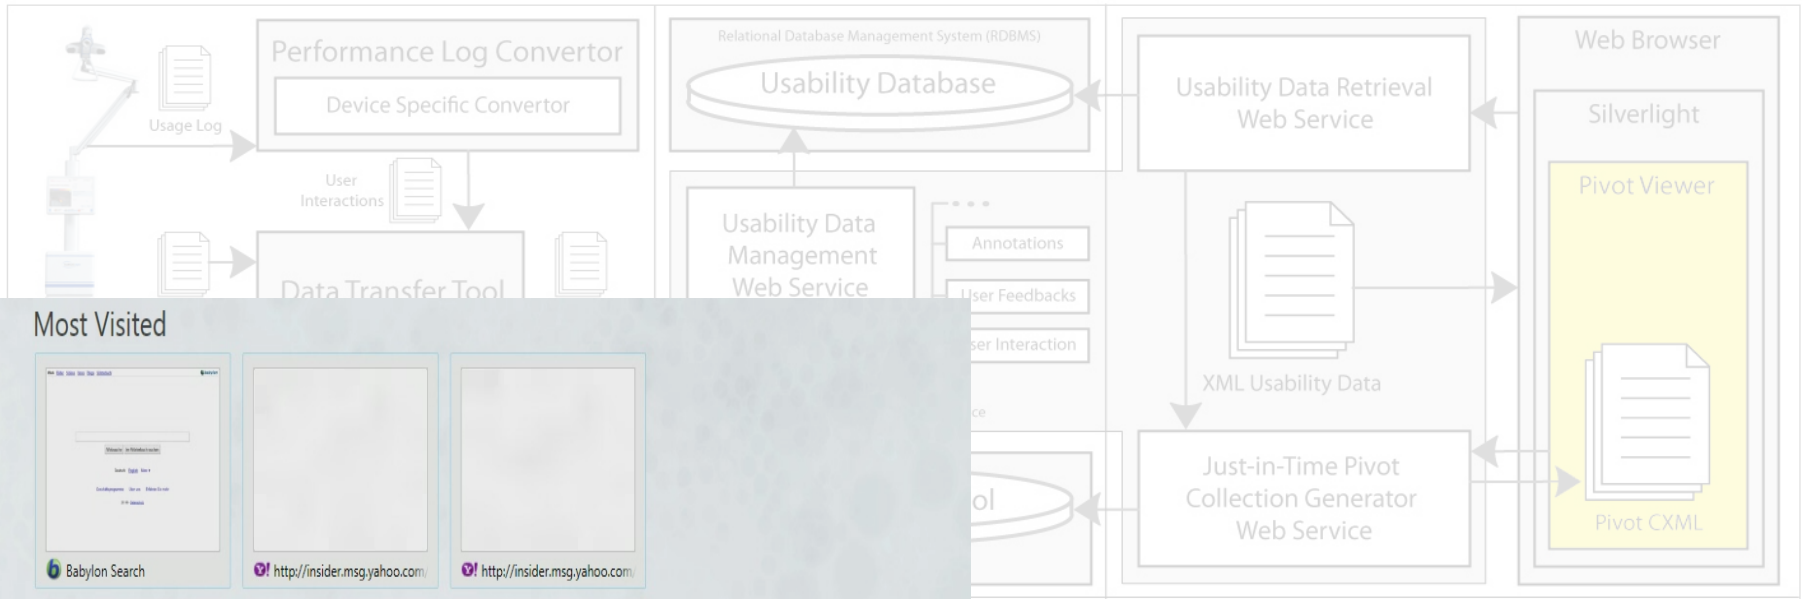 Performance Log Convertor
Device Specific Convertor
Usage Log
User
Interactions
Data Transfer Tool
Relational Database Management System (RDBMS)
Usability Database
Usability Data
Management
Web Service
Annotations
User Feedbacks
ser Interaction
ce
ol
Usability Data Retrieval
Web Service
XML Usability Data
Just-in-Time Pivot
Collection Generator
Web Service
Web Browser
Silverlight
Pivot Viewer
Pivot CXML
Most Visited
Babylon Search
http://insider.msg.yahoo.com/
http://insider.msg.yahoo.com/